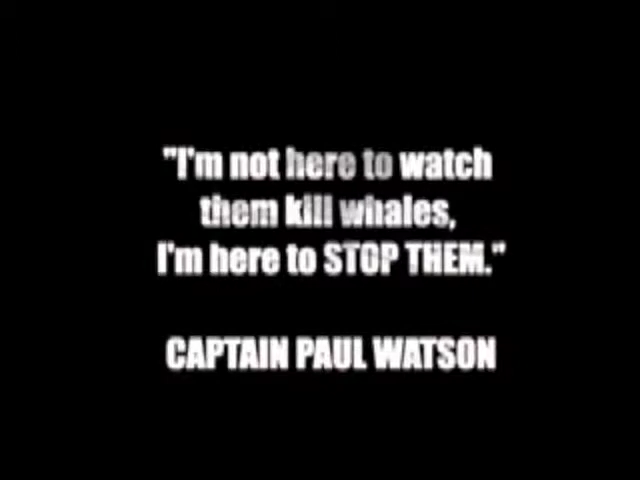 "I'm not here to watch
them kill whales,
I'm here to STOP THEM."
CAPTAIN PAUL WATSON